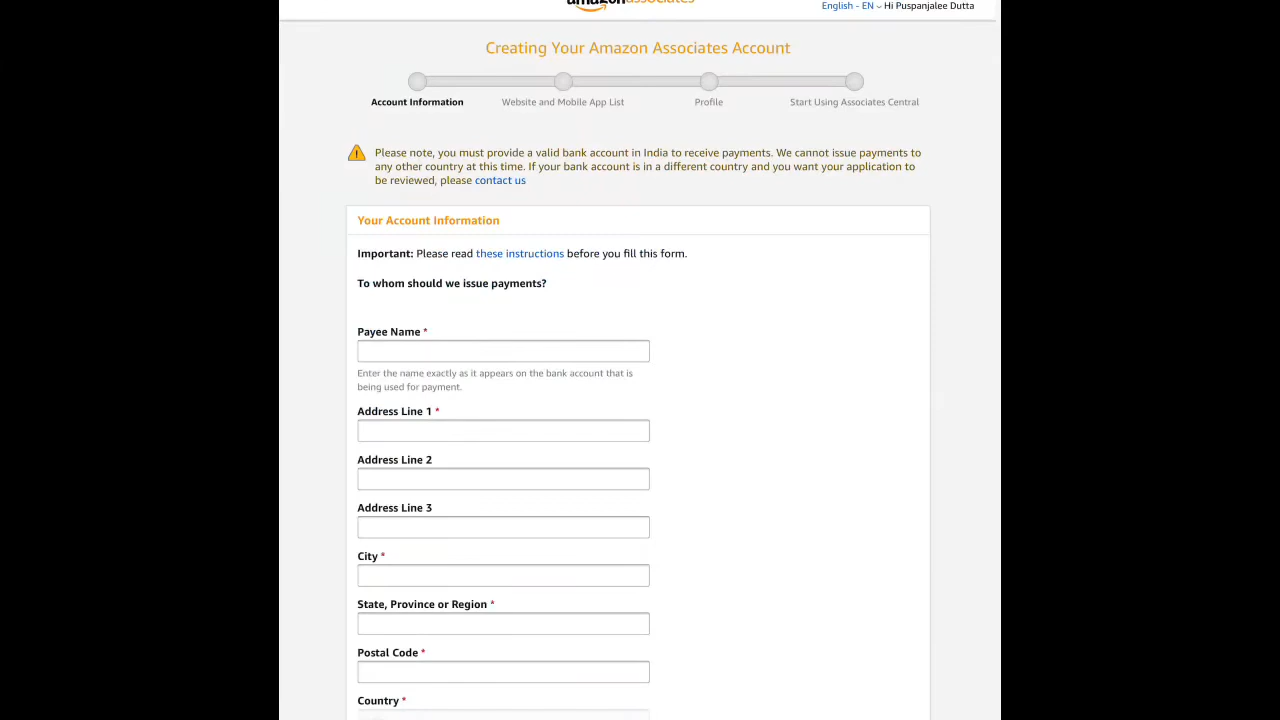 amazonassociates
English - EN Hi Puspanjalee Dutta
Creating Your Amazon Associates Account
Account Information Website and Mobile App List Profile Start Using Associates Central
Please note, you must provide a valid bank account in India to receive payments. We cannot issue payments to
any other country at this time. If your bank account is in a different country and you want your application to
be reviewed, please contact us
Your Account Information
Important: Please read these instructions before you fill this form.
To whom should we issue payments?
Payee Name *
Enter the name exactly as it appears on the bank account that is
being used for payment.
Address Line 1 *
Address Line 2
Address Line 3
City *
State, Province or Region *
Postal Code *
Country *